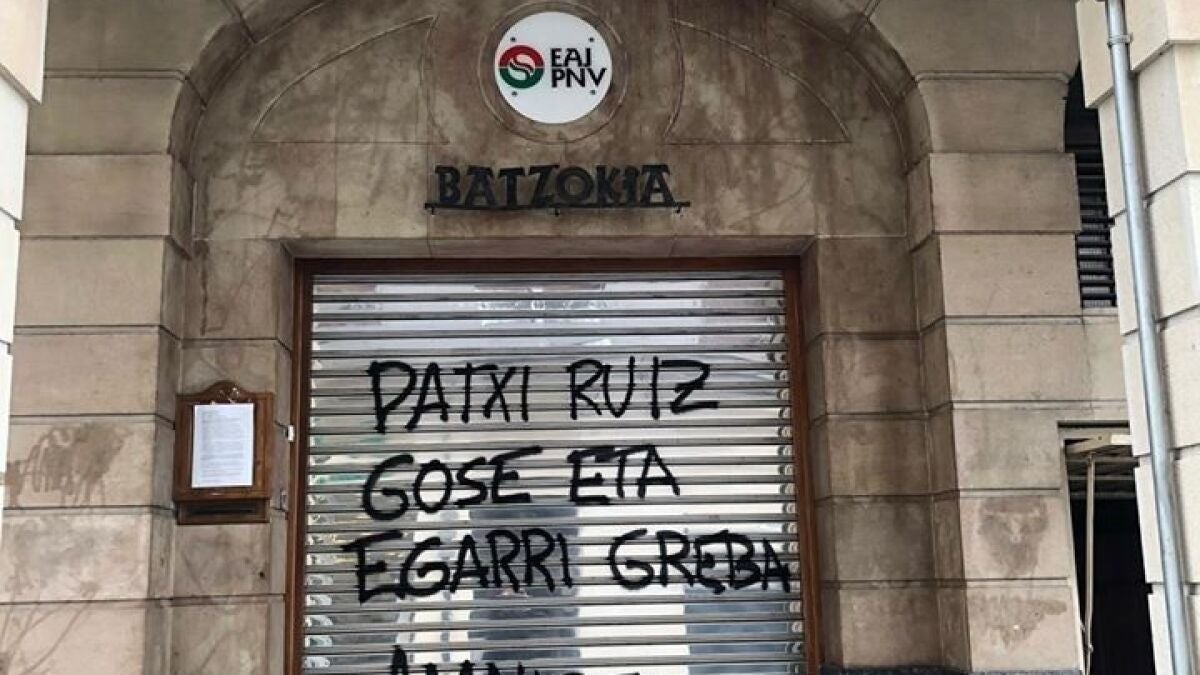 EAJ
PNV
BATZOKIA
PATXI RUIZ
GOSE ETA
EGARRI GREBA